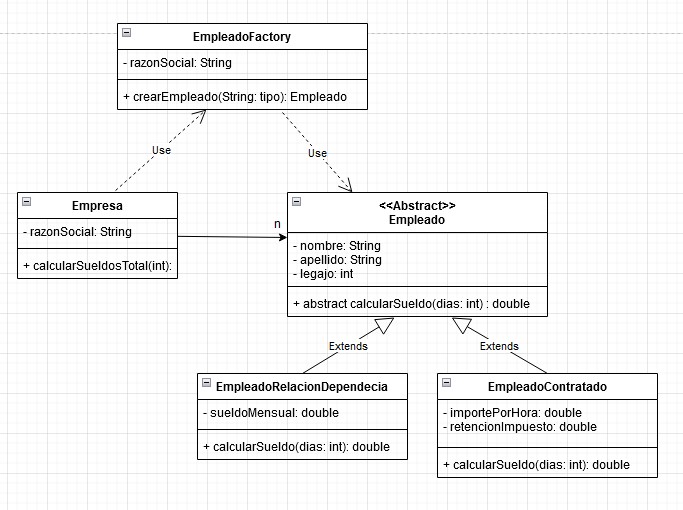 EmpleadoFactory
- razonSocial: String
+ crearEmpleado(String: tipo): Empleado
Use
Use
Empresa
- razonSocial: String
+ calcularSueldosTotal(int):
n
<<Abstract>>
Empleado
- nombre: String
- apellido: String
- legajo: int
+ abstract calcularSueldo(dias: int) : double
Extends
Extends
EmpleadoRelacionDependecia
- sueldoMensual: double
+ calcularSueldo(dias: int): double
EmpleadoContratado
- importePorHora: double
- retencionImpuesto: double
+ calcularSueldo(dias: int): double